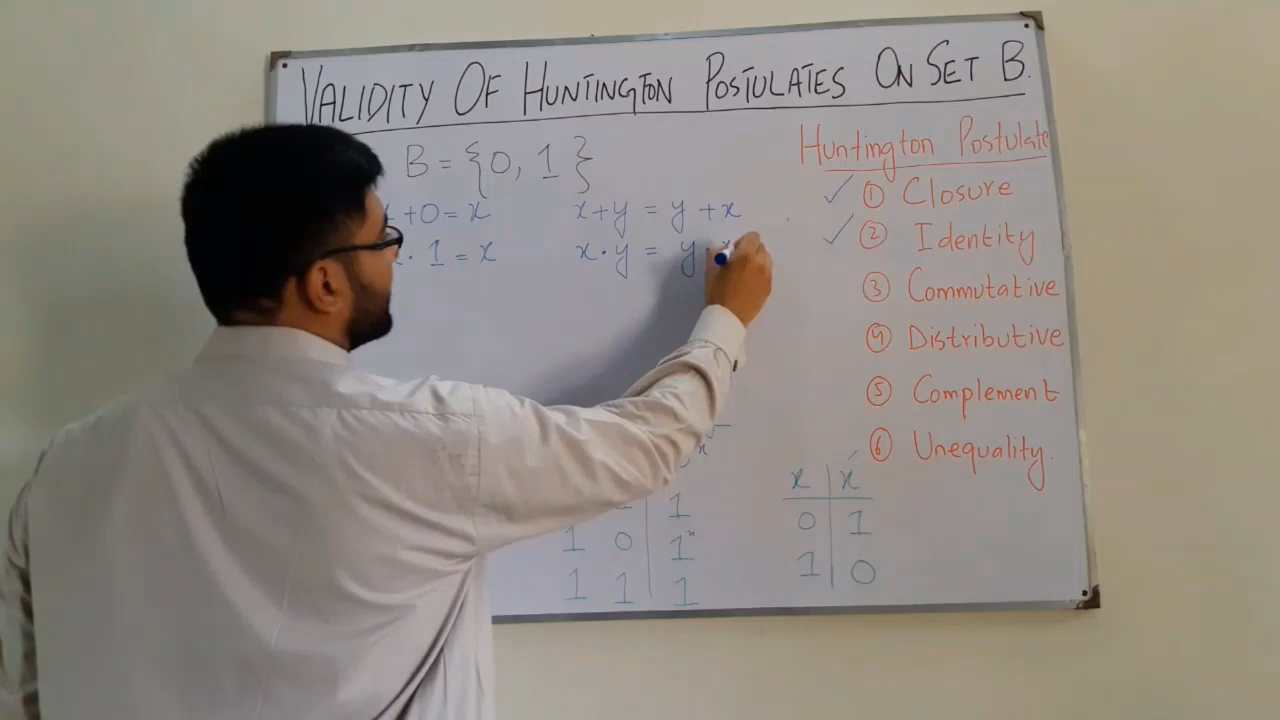 VALIDITY OF HUNTINGTON POSTULATES ON SET B.
B = {0, 1}
+0 = x
x + y = y + x
· 1 = x
x · y = y ·
Huntington Postulate
✓ ① Closure
✓ ② Identity
③ Commutative
④ Distributive
⑤ Complement
⑥ Unequality.
1
1 0 1
1 1 1
x x′
0 1
1 0